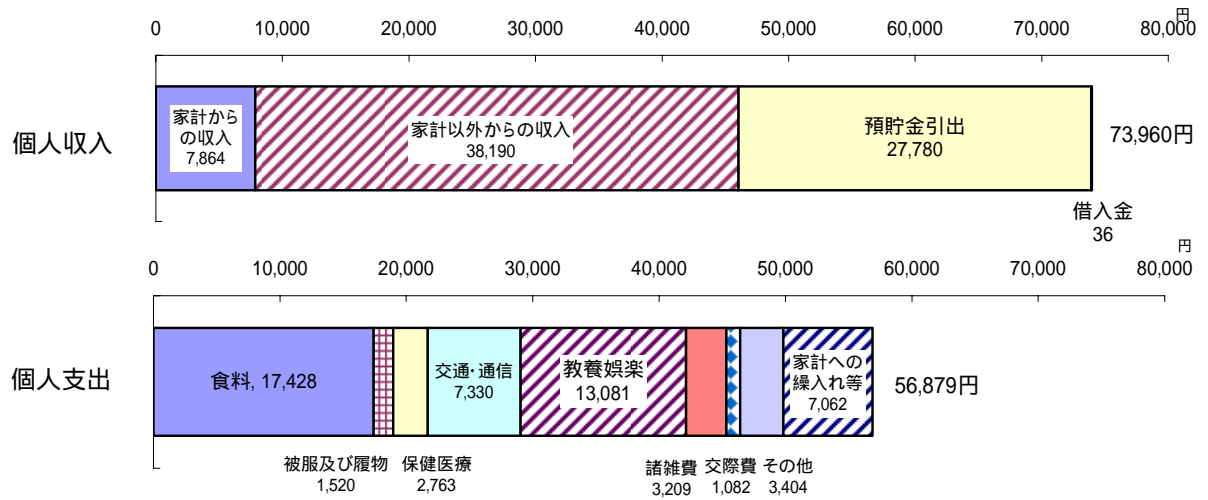 円
0 10,000 20,000 30,000 40,000 50,000 60,000 70,000 80,000
個人収入
家計から
の収入
7,864
家計以外からの収入
38,190
預貯金引出
27,780
73,960円
借入金
36
円
0 10,000 20,000 30,000 40,000 50,000 60,000 70,000 80,000
個人支出
食料, 17,428
交通・通信
7,330
教養娯楽
13,081
家計への
繰入れ等
7,062
56,879円
被服及び履物
1,520
保健医療
2,763
諸雑費
3,209
交際費
1,082
その他
3,404